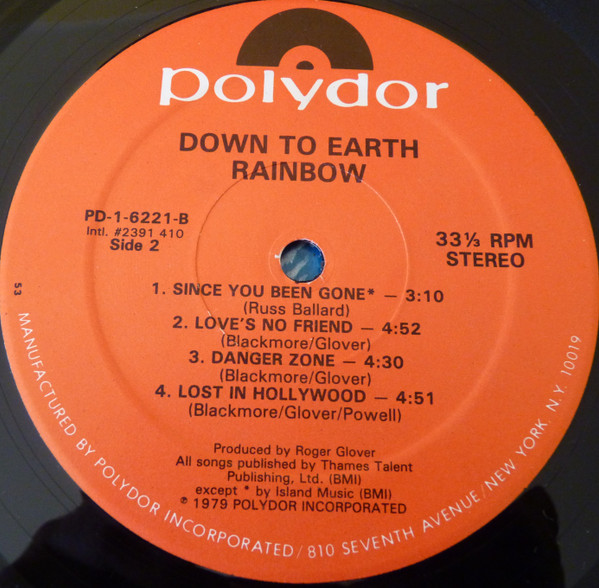 polydor
DOWN TO EARTH
RAINBOW
PD-1-6221-B
Intl. #2391 410
Side 2
33⅓ RPM
STEREO
1. SINCE YOU BEEN GONE* — 3:10
(Russ Ballard)
2. LOVE'S NO FRIEND — 4:52
(Blackmore/Glover)
3. DANGER ZONE — 4:30
(Blackmore/Glover)
4. LOST IN HOLLYWOOD — 4:51
(Blackmore/Glover/Powell)
Produced by Roger Glover
All songs published by Thames Talent
Publishing, Ltd. (BMI)
except * by Island Music (BMI)
℗ 1979 POLYDOR INCORPORATED
53
MANUFACTURED BY POLYDOR INCORPORATED/810 SEVENTH AVENUE/NEW YORK. N.Y. 10019